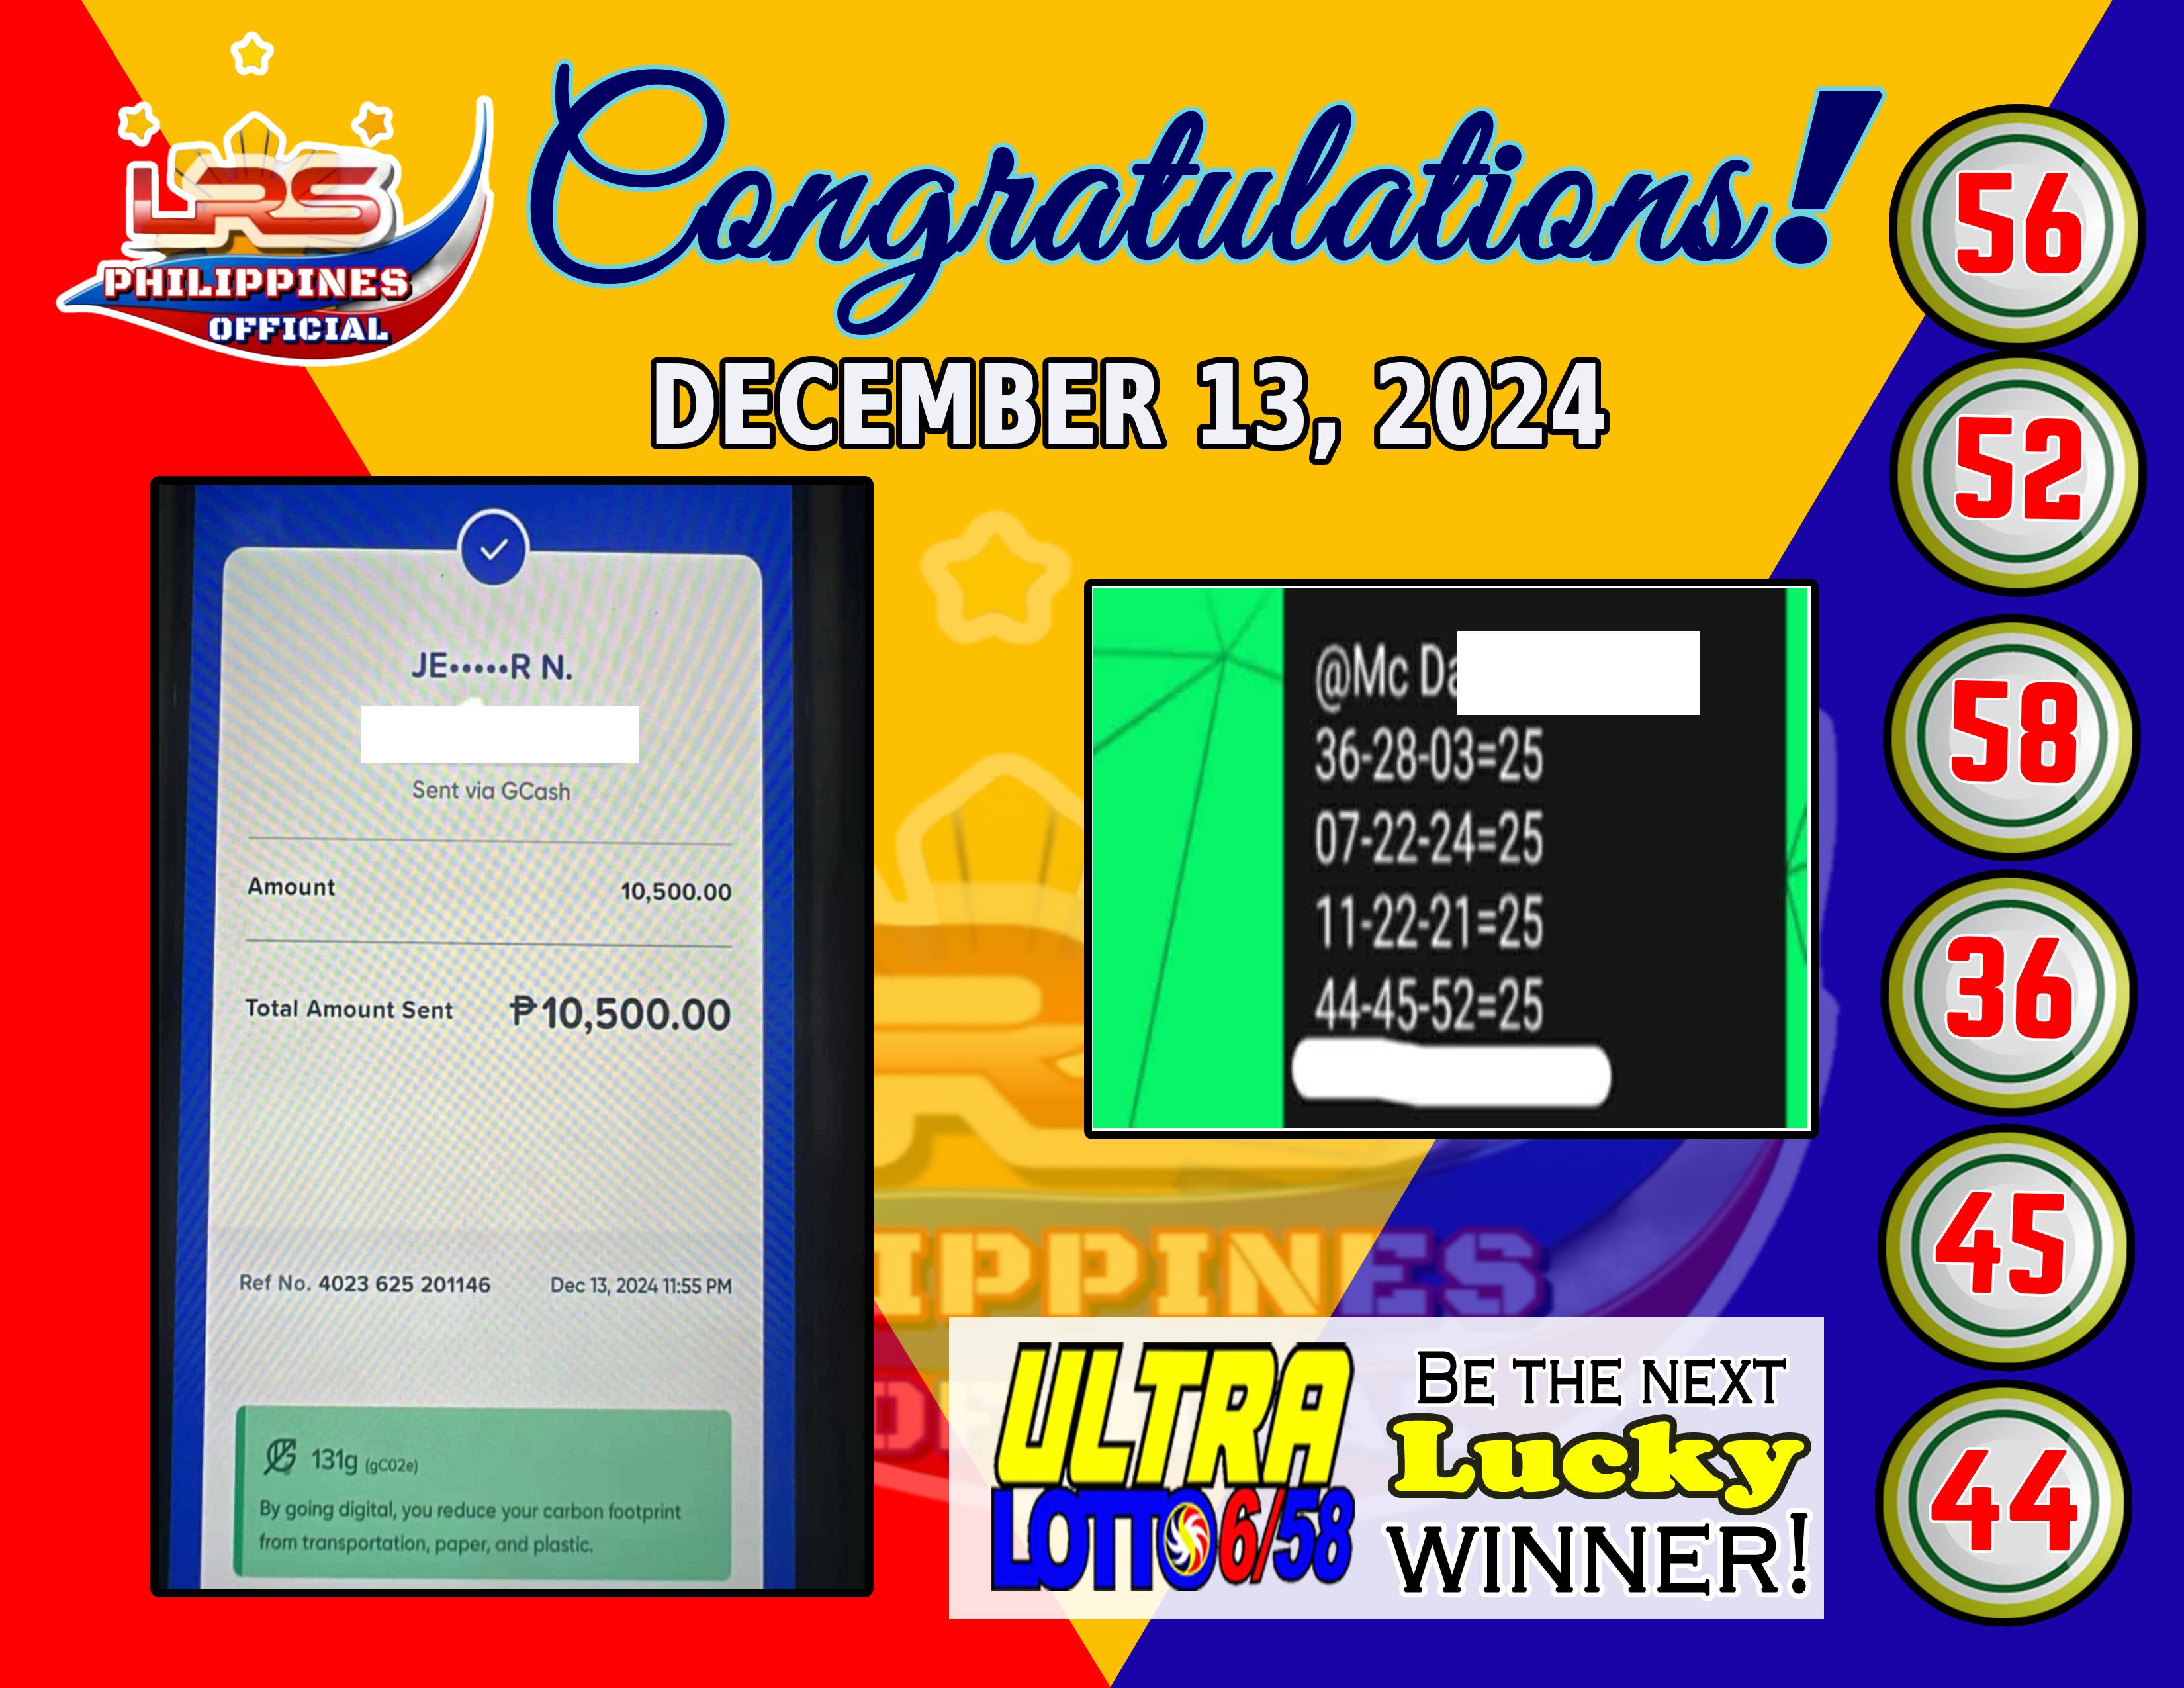 LRS
PHILIPPINES
OFFICIAL
Congratulations!
DECEMBER 13, 2024
JE•••••R N.
Sent via GCash
Amount 10,500.00
Total Amount Sent ₱10,500.00
Ref No. 4023 625 201146 Dec 13, 2024 11:55 PM
131g (gCO2e)
By going digital, you reduce your carbon footprint
from transportation, paper, and plastic.
@Mc Da
36-28-03=25
07-22-24=25
11-22-21=25
44-45-52=25
ULTRA
LOTTO 6/58
BE THE NEXT
Lucky
WINNER!
56
52
58
36
45
44